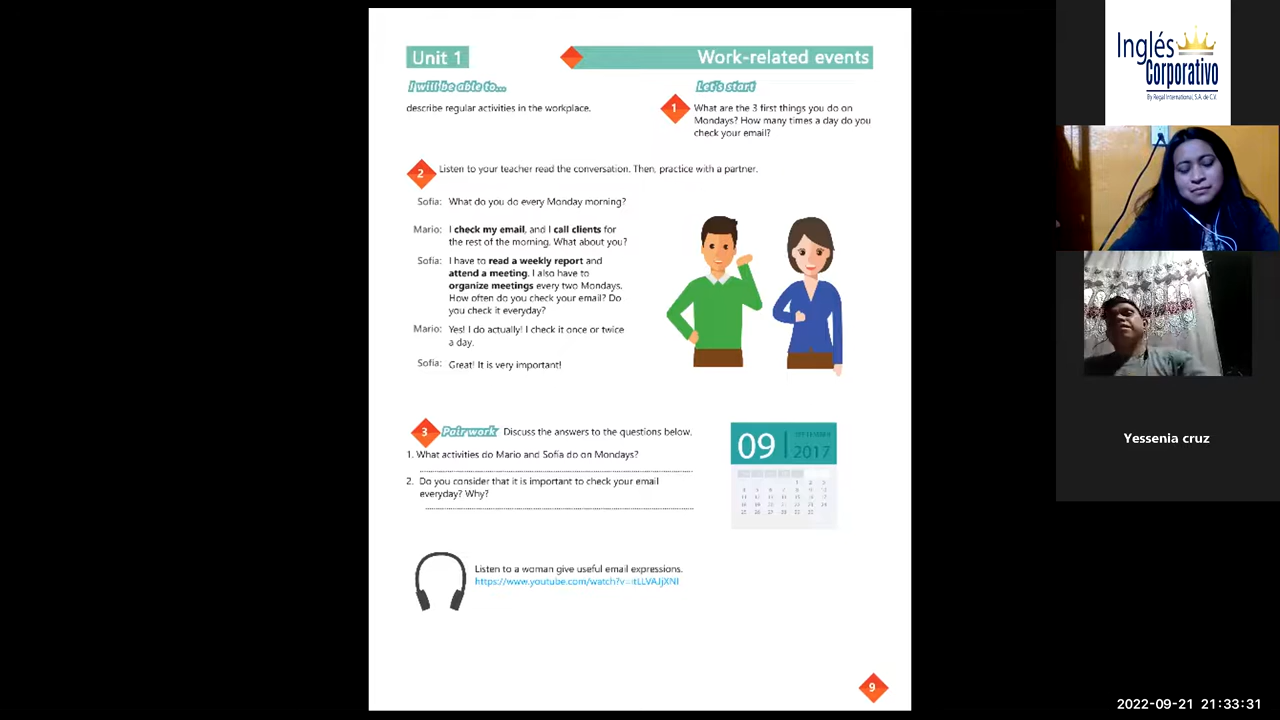 Unit 1
Work-related events
I will be able to...
describe regular activities in the workplace.
Let's start
1
What are the 3 first things you do on
Mondays? How many times a day do you
check your email?
2
Listen to your teacher read the conversation. Then, practice with a partner.
Sofia: What do you do every Monday morning?
Mario: I check my email, and I call clients for
the rest of the morning. What about you?
Sofia: I have to read a weekly report and
attend a meeting. I also have to
organize meetings every two Mondays.
How often do you check your email? Do
you check it everyday?
Mario: Yes! I do actually! I check it once or twice
a day.
Sofia: Great! It is very important!
3
Pair work Discuss the answers to the questions below.
1. What activities do Mario and Sofía do on Mondays?
2. Do you consider that it is important to check your email
everyday? Why?
09
SEPTEMBER
2017
Listen to a woman give useful email expressions.
9
Inglés
Corporativo
By Regal International, S.A. de C.V.
Yessenia cruz
2022-09-21 21:33:31